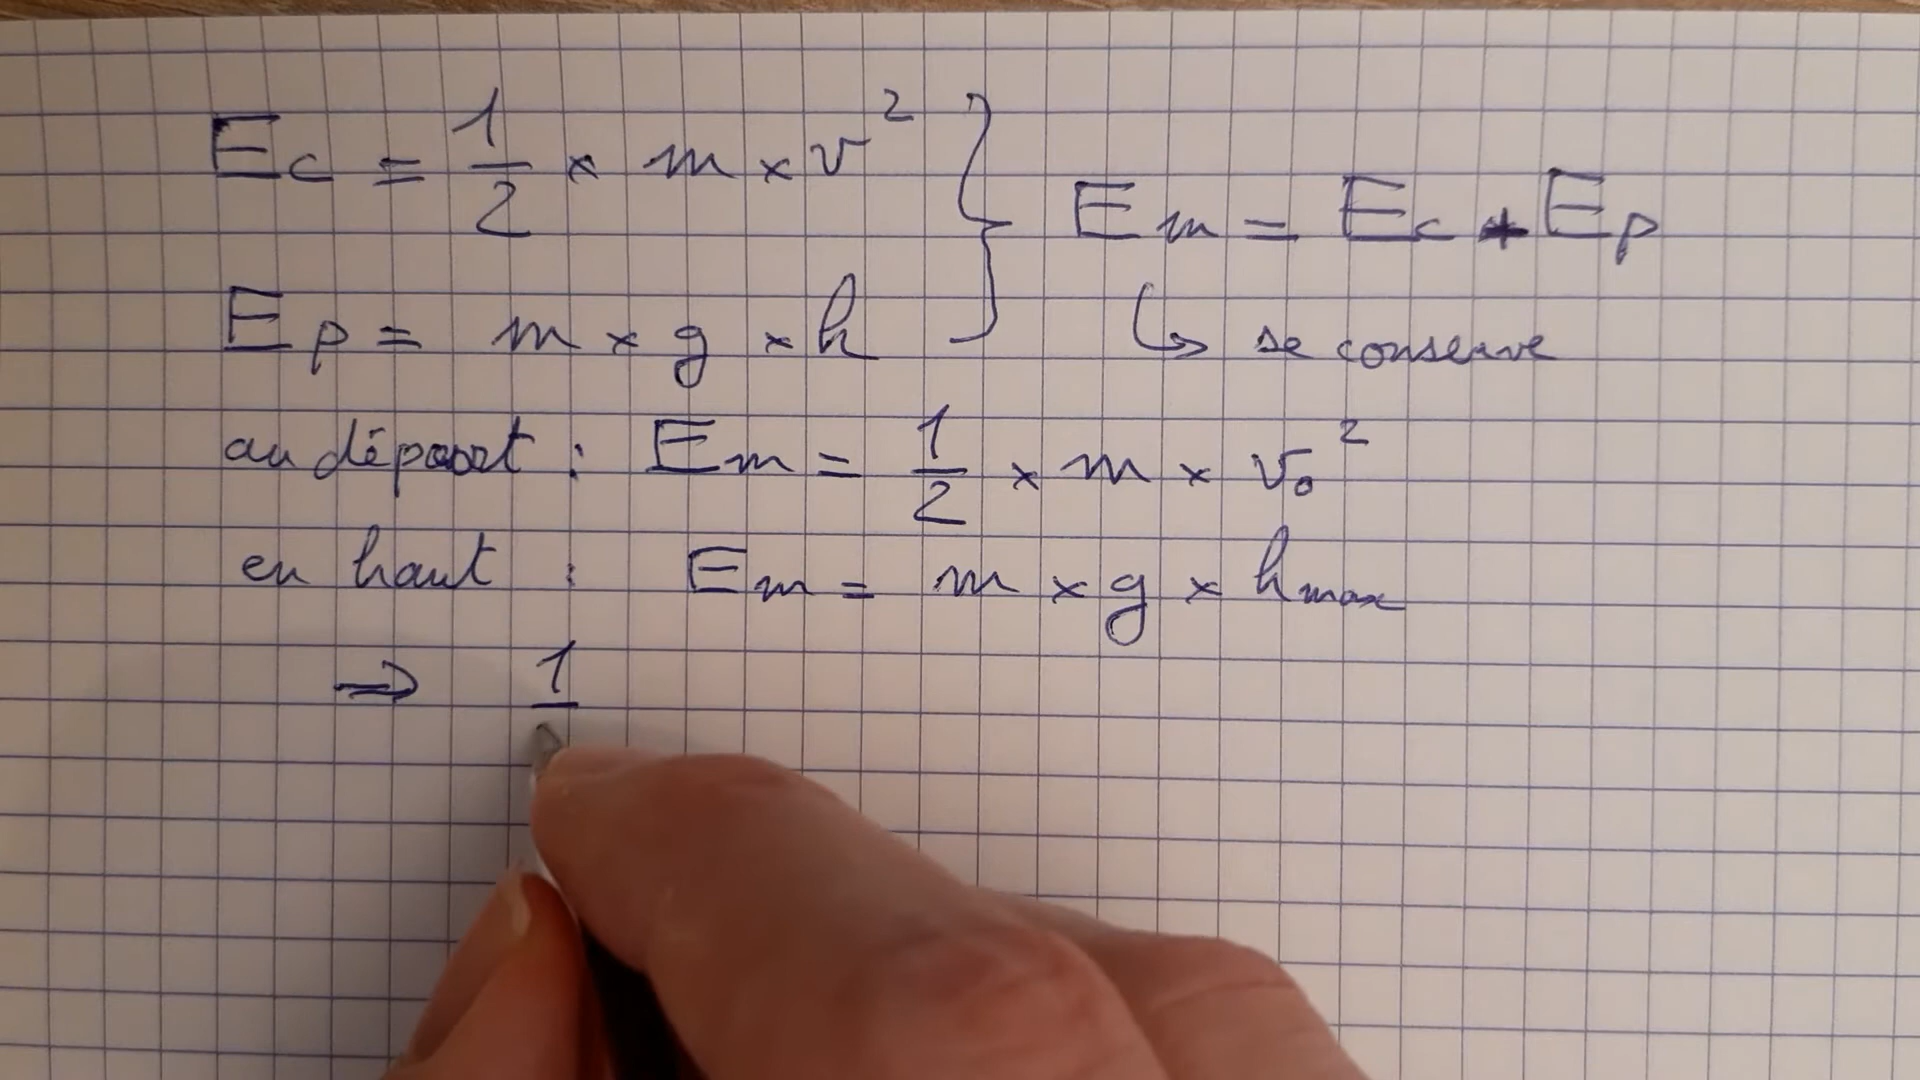 Ec = 1/2 × m × v²
Em = Ec + Ep
Ep = m × g × h
↳ se conserve
au départ : Em = 1/2 × m × v₀²
en haut : Em = m × g × hmax
⇒ 1